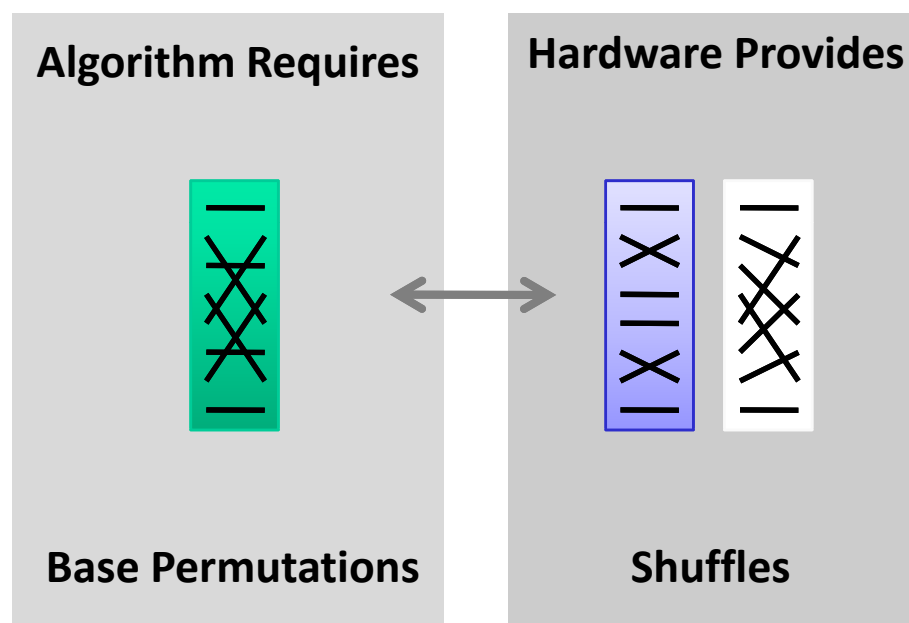 Algorithm Requires
Hardware Provides
Base Permutations
Shuffles